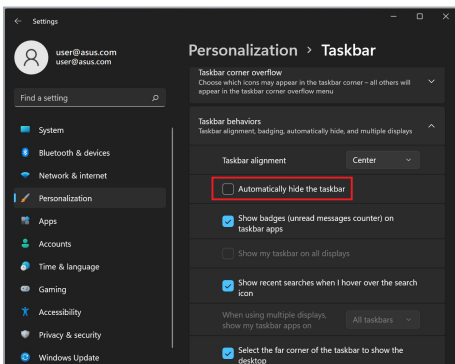 Settings
user@asus.com
user@asus.com
Find a setting
System
Bluetooth & devices
Network & internet
Personalization
Apps
Accounts
Time & language
Gaming
Accessibility
Privacy & security
Windows Update
Personalization > Taskbar
Taskbar corner overflow
Choose which icons may appear in the taskbar corner – all others will
appear in the taskbar corner overflow menu
Taskbar behaviors
Taskbar alignment, badging, automatically hide, and multiple displays
Taskbar alignment Center
Automatically hide the taskbar
Show badges (unread messages counter) on
taskbar apps
Show my taskbar on all displays
Show recent searches when I hover over the search
icon
When using multiple displays,
show my taskbar apps on All taskbars
Select the far corner of the taskbar to show the
desktop